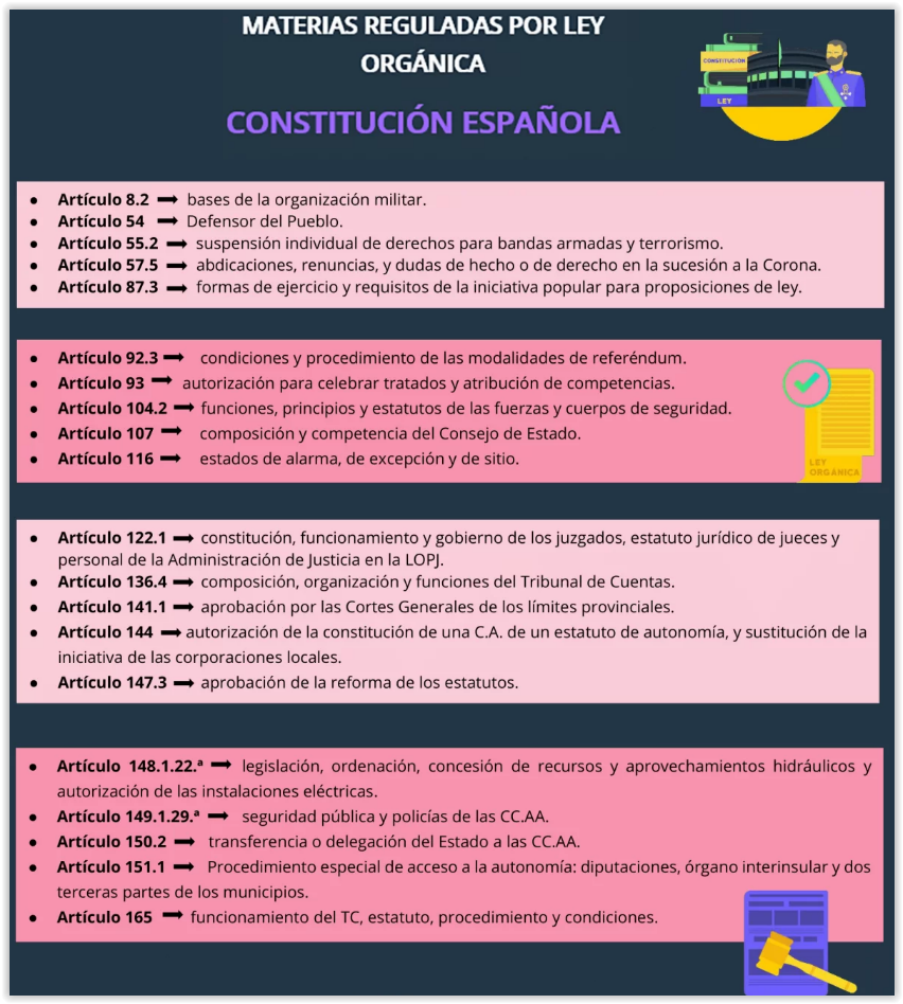 MATERIAS REGULADAS POR LEY
ORGÁNICA
CONSTITUCIÓN ESPAÑOLA
CONSTITUCIÓN
LEY
• Artículo 8.2 → bases de la organización militar.
• Artículo 54 → Defensor del Pueblo.
• Artículo 55.2 → suspensión individual de derechos para bandas armadas y terrorismo.
• Artículo 57.5 → abdicaciones, renuncias, y dudas de hecho o de derecho en la sucesión a la Corona.
• Artículo 87.3 → formas de ejercicio y requisitos de la iniciativa popular para proposiciones de ley.
• Artículo 92.3 → condiciones y procedimiento de las modalidades de referéndum.
• Artículo 93 → autorización para celebrar tratados y atribución de competencias.
• Artículo 104.2 → funciones, principios y estatutos de las fuerzas y cuerpos de seguridad.
• Artículo 107 → composición y competencia del Consejo de Estado.
• Artículo 116 → estados de alarma, de excepción y de sitio.
LEY
ORGÁNICA
• Artículo 122.1 → constitución, funcionamiento y gobierno de los juzgados, estatuto jurídico de jueces y
personal de la Administración de Justicia en la LOPJ.
• Artículo 136.4 → composición, organización y funciones del Tribunal de Cuentas.
• Artículo 141.1 → aprobación por las Cortes Generales de los límites provinciales.
• Artículo 144 → autorización de la constitución de una C.A. de un estatuto de autonomía, y sustitución de la
iniciativa de las corporaciones locales.
• Artículo 147.3 → aprobación de la reforma de los estatutos.
• Artículo 148.1.22.ª → legislación, ordenación, concesión de recursos y aprovechamientos hidráulicos y
autorización de las instalaciones eléctricas.
• Artículo 149.1.29.ª → seguridad pública y policías de las CC.AA.
• Artículo 150.2 → transferencia o delegación del Estado a las CC.AA.
• Artículo 151.1 → Procedimiento especial de acceso a la autonomía: diputaciones, órgano interinsular y dos
terceras partes de los municipios.
• Artículo 165 → funcionamiento del TC, estatuto, procedimiento y condiciones.